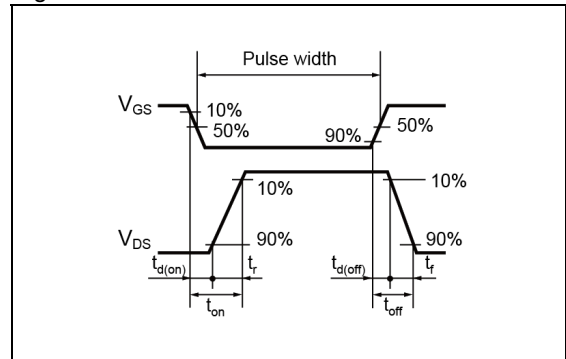 Pulse width
VGS
10%
50%
90%
50%
10%
10%
VDS
90%
90%
td(on)
tr
td(off)
tf
ton
toff